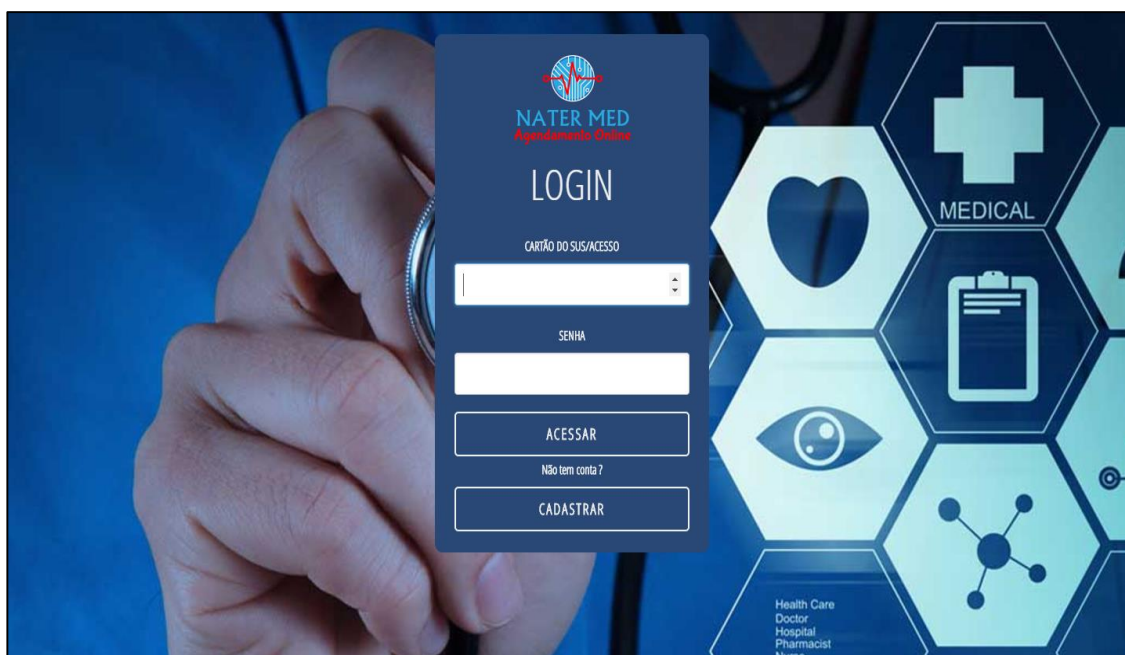 NATER MED
Agendamento Online
LOGIN
CARTÃO DO SUS/ACESSO
SENHA
ACESSAR
Não tem conta ?
CADASTRAR
MEDICAL
Health Care
Doctor
Hospital
Pharmacist